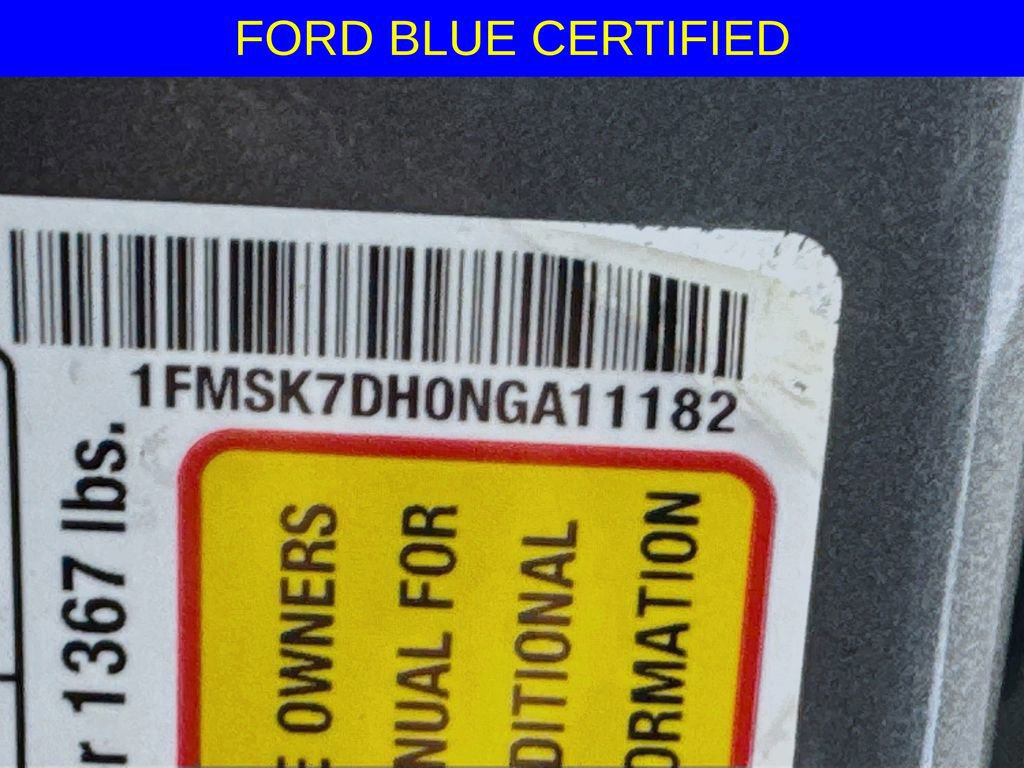 FORD BLUE CERTIFIED
1FMSK7DH0NGA11182
r 1367 lbs.
OWNERS
NUAL FOR
DITIONAL
ORMATION